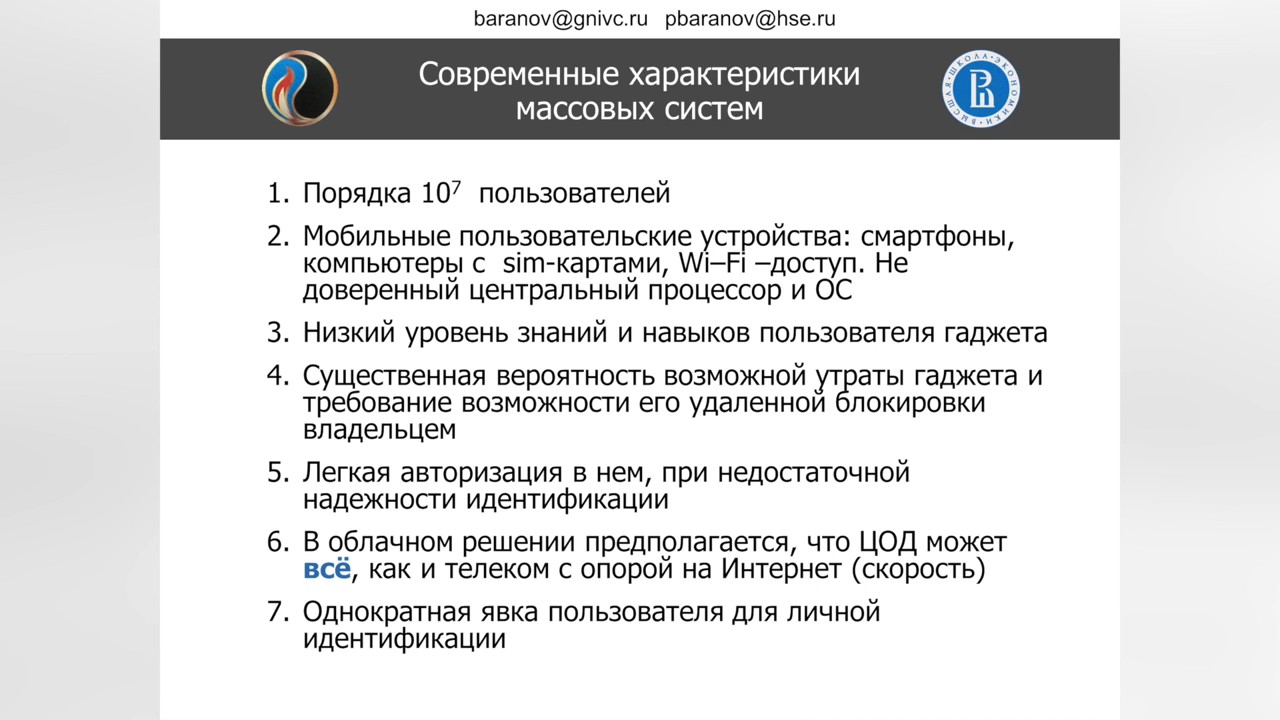 baranov@gnivc.ru pbaranov@hse.ru
Современные характеристики
массовых систем
ВЫСШАЯ ШКОЛА ЭКОНОМИКИ
1. Порядка 10⁷ пользователей
2. Мобильные пользовательские устройства: смартфоны,
компьютеры с sim-картами, Wi–Fi –доступ. Не
доверенный центральный процессор и ОС
3. Низкий уровень знаний и навыков пользователя гаджета
4. Существенная вероятность возможной утраты гаджета и
требование возможности его удаленной блокировки
владельцем
5. Легкая авторизация в нем, при недостаточной
надежности идентификации
6. В облачном решении предполагается, что ЦОД может
всё, как и телеком с опорой на Интернет (скорость)
7. Однократная явка пользователя для личной
идентификации